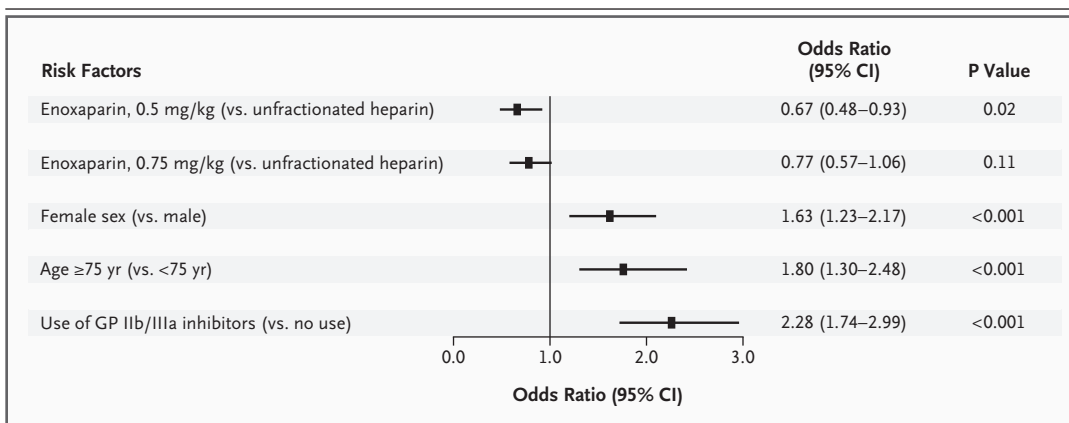 Risk Factors Odds Ratio (95% CI) P Value
Enoxaparin, 0.5 mg/kg (vs. unfractionated heparin) 0.67 (0.48–0.93) 0.02
Enoxaparin, 0.75 mg/kg (vs. unfractionated heparin) 0.77 (0.57–1.06) 0.11
Female sex (vs. male) 1.63 (1.23–2.17) <0.001
Age ≥75 yr (vs. <75 yr) 1.80 (1.30–2.48) <0.001
Use of GP IIb/IIIa inhibitors (vs. no use) 2.28 (1.74–2.99) <0.001
0.0 1.0 2.0 3.0
Odds Ratio (95% CI)